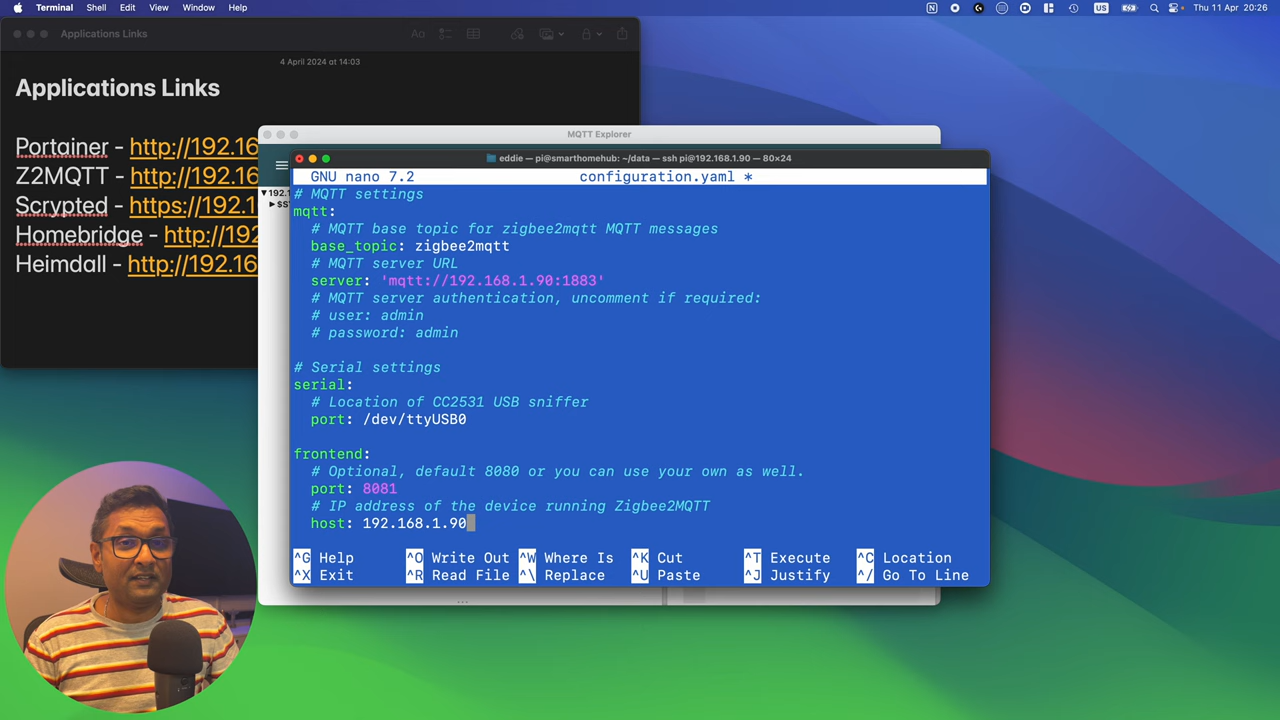 Terminal Shell Edit View Window Help
Thu 11 Apr 20:26
Applications Links
4 April 2024 at 14:03
Applications Links
Portainer - http://192.16
Z2MQTT - http://192.16
Scrypted - https://192.1
Homebridge - http://192
Heimdall - http://192.16
MQTT Explorer
192.1
$S
eddie — pi@smarthomehub: ~/data — ssh pi@192.168.1.90 — 80×24
GNU nano 7.2 configuration.yaml *
# MQTT settings
mqtt:
# MQTT base topic for zigbee2mqtt MQTT messages
base_topic: zigbee2mqtt
# MQTT server URL
server: 'mqtt://192.168.1.90:1883'
# MQTT server authentication, uncomment if required:
# user: admin
# password: admin
# Serial settings
serial:
# Location of CC2531 USB sniffer
port: /dev/ttyUSB0
frontend:
# Optional, default 8080 or you can use your own as well.
port: 8081
# IP address of the device running Zigbee2MQTT
host: 192.168.1.90
^G Help ^O Write Out ^W Where Is ^K Cut ^T Execute ^C Location
^X Exit ^R Read File ^\ Replace ^U Paste ^J Justify ^/ Go To Line